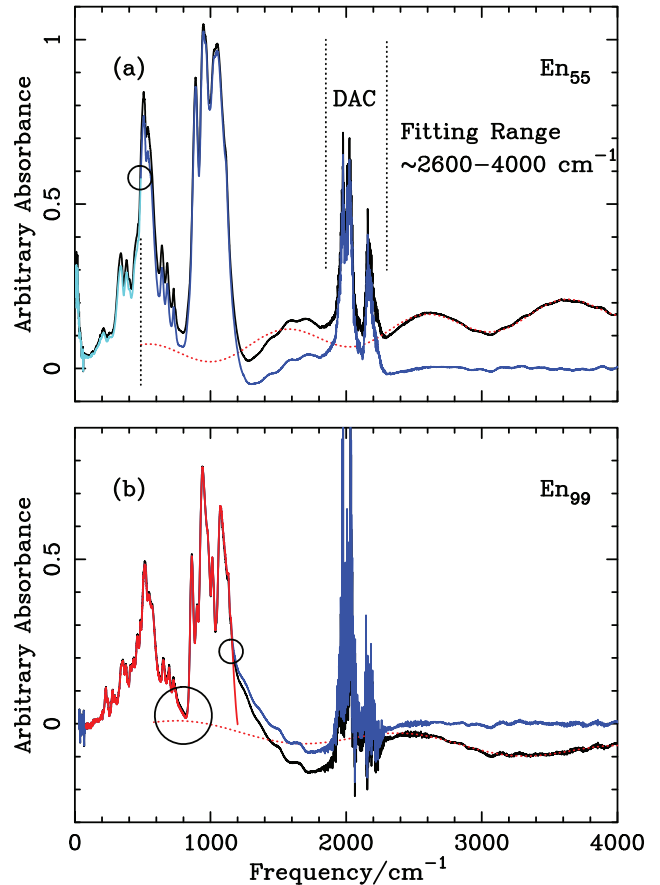 (a)
En55
DAC
Fitting Range
~2600−4000 cm−1
Arbitrary Absorbance
1
0.5
0
(b)
En99
Arbitrary Absorbance
0.5
0
0 1000 2000 3000 4000
Frequency/cm−1